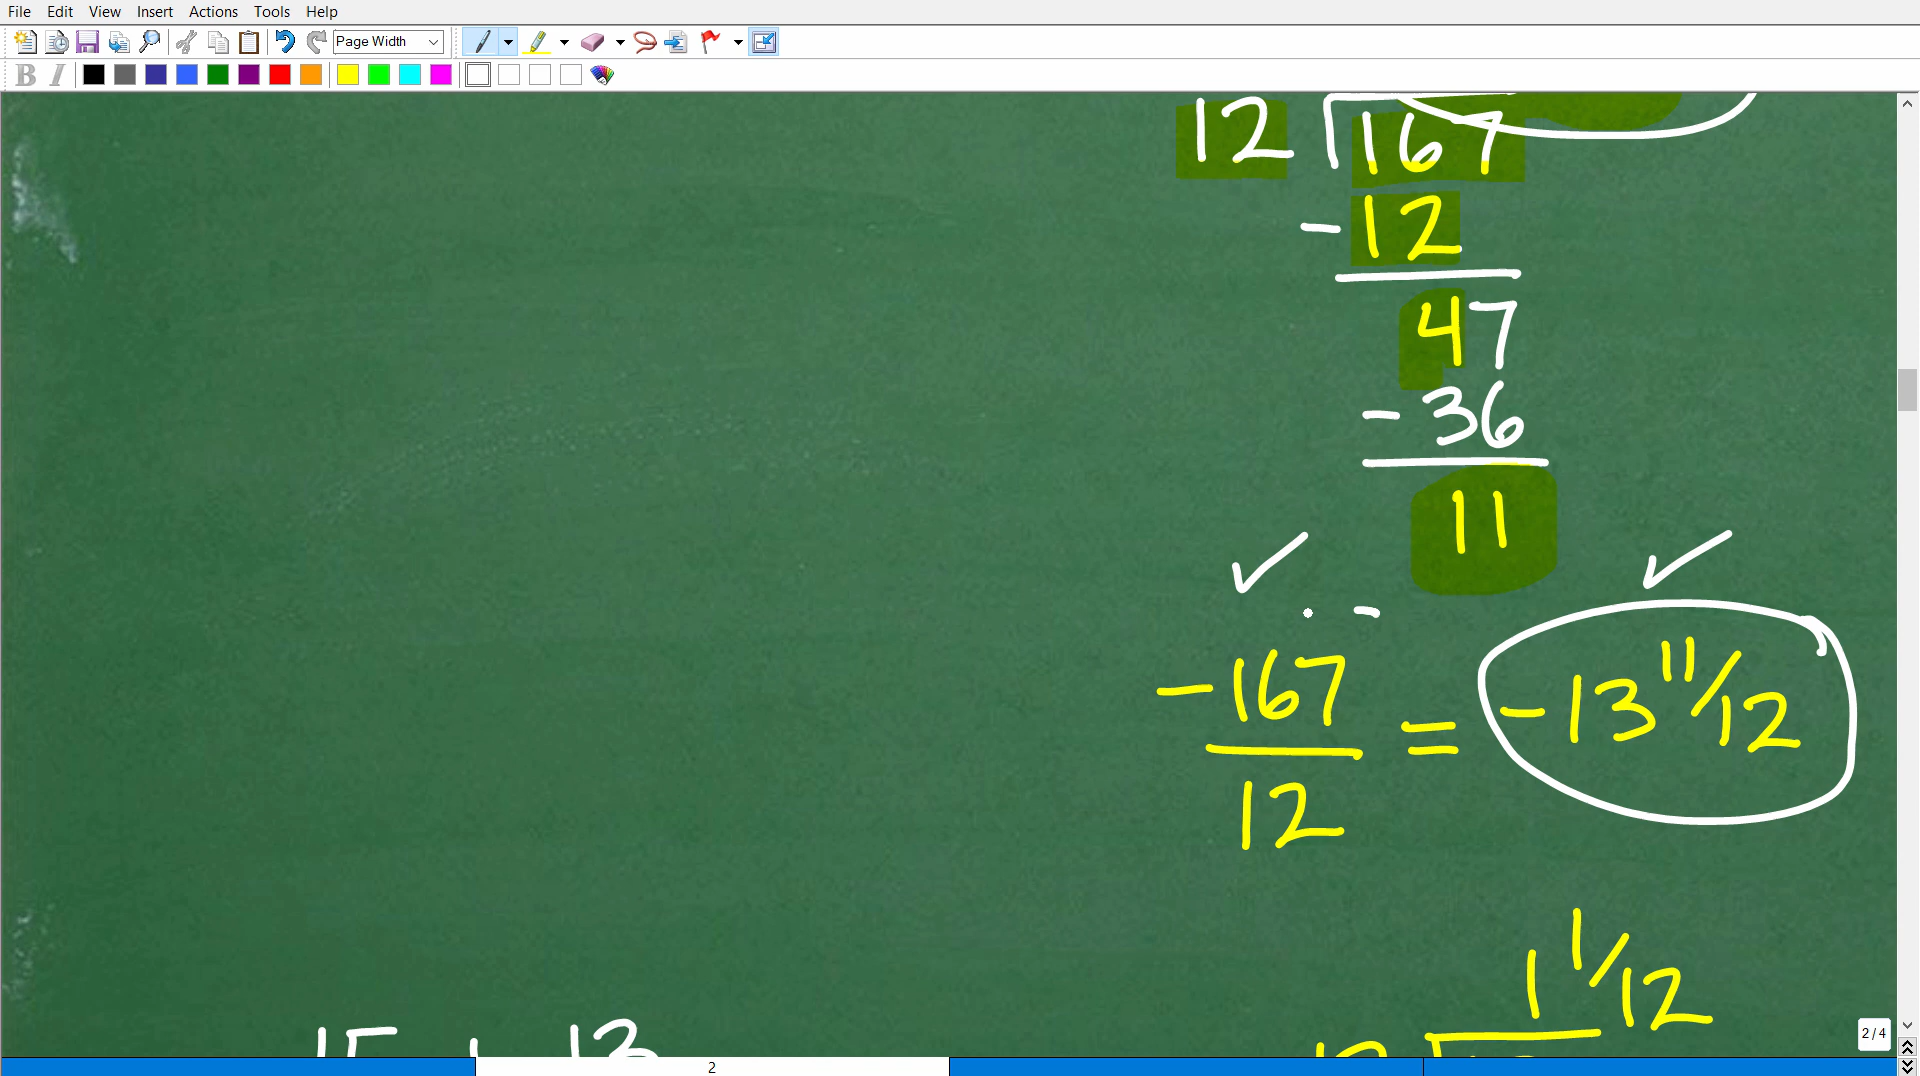 File Edit View Insert Actions Tools Help
Page Width
B I
12 167
- 12
47
- 36
11
-167/12 = -13 11/12
1 1/12
2/4
2